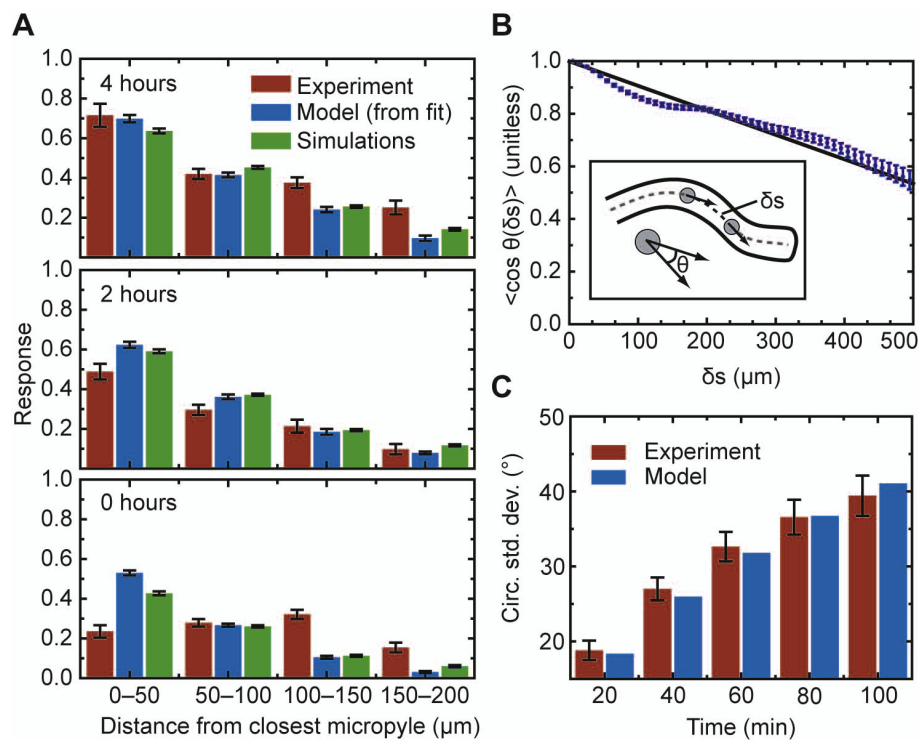 A
1.0
4 hours
Experiment
Model (from fit)
Simulations
0.8
0.6
0.4
0.2
1.0
2 hours
0.8
0.6
0.4
0.2
1.0
0 hours
0.8
0.6
0.4
0.2
0.0
Response
0–50 50–100 100–150 150–200
Distance from closest micropyle (µm)
B
1.0
0.8
0.6
0.4
0.2
0.0
<cos θ(δs)> (unitless)
δs
θ
0 100 200 300 400 500
δs (µm)
C
50
40
30
20
Circ. std. dev. (°)
Experiment
Model
20 40 60 80 100
Time (min)